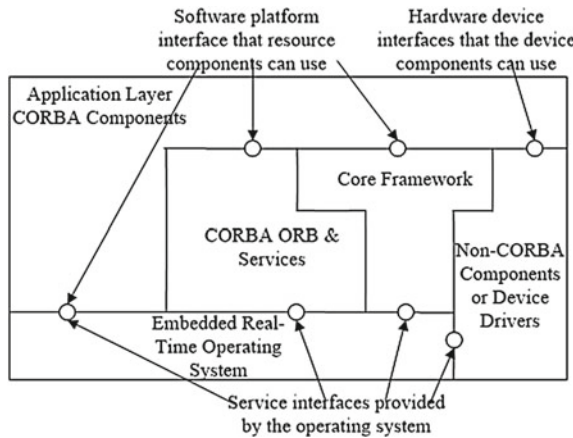 Software platform
interface that resource
components can use
Hardware device
interfaces that the device
components can use
Application Layer
CORBA Components
Core Framework
CORBA ORB &
Services
Non-CORBA
Components
or Device
Drivers
Embedded Real-
Time Operating
System
Service interfaces provided
by the operating system